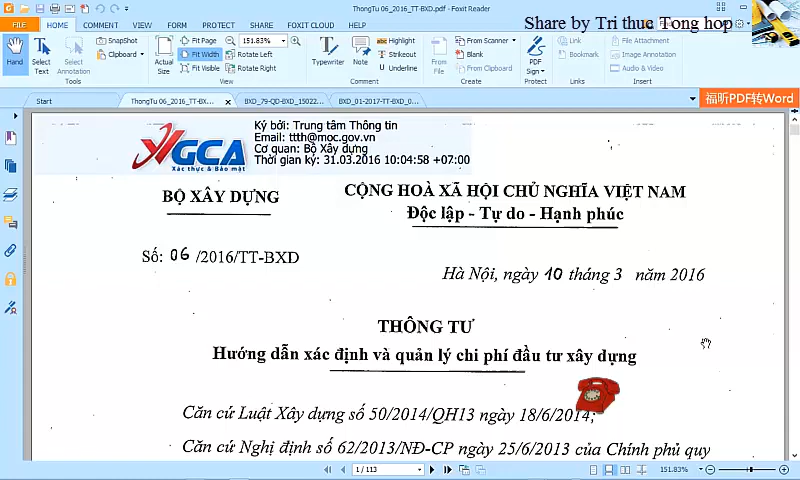 ThongTu 06_2016_TT-BXD.pdf - Foxit Reader
Share by Tri thuc Tong hop
FILE HOME COMMENT VIEW FORM PROTECT SHARE FOXIT CLOUD HELP
Hand
Select Text
Select Annotation
SnapShot
Clipboard
Tools
Actual Size
Fit Page
Fit Width
Fit Visible
151.83%
Rotate Left
Rotate Right
View
Typewriter
Note
Highlight
Strikeout
Underline
Comment
From File
From Scanner
Blank
From Clipboard
Create
PDF Sign
Protect
Link
Bookmark
Links
File Attachment
Image Annotation
Audio & Video
Insert
Start
ThongTu 06_2016_TT-BX...
BXD_79-QD-BXD_15022...
BXD_01-2017-TT-BXD_0...
福昕PDF转Word
Ký bởi: Trung tâm Thông tin
Email: ttth@moc.gov.vn
Cơ quan: Bộ Xây dựng
Thời gian ký: 31.03.2016 10:04:58 +07:00
VGCA
Xác thực & Bảo mật
BỘ XÂY DỰNG
CỘNG HOÀ XÃ HỘI CHỦ NGHĨA VIỆT NAM
Độc lập - Tự do - Hạnh phúc
Số: 06 /2016/TT-BXD
Hà Nội, ngày 10 tháng 3 năm 2016
THÔNG TƯ
Hướng dẫn xác định và quản lý chi phí đầu tư xây dựng
Căn cứ Luật Xây dựng số 50/2014/QH13 ngày 18/6/2014;
Căn cứ Nghị định số 62/2013/NĐ-CP ngày 25/6/2013 của Chính phủ quy
1 / 113
151.83%